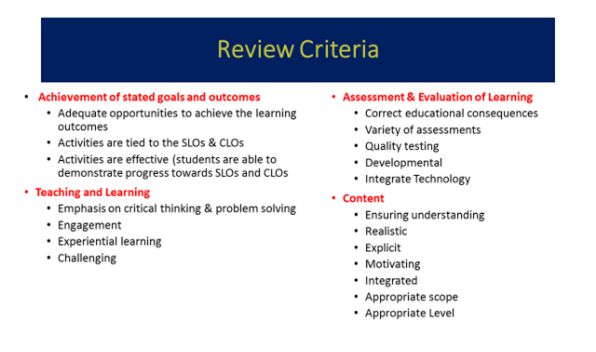 Review Criteria
• Achievement of stated goals and outcomes
• Adequate opportunities to achieve the learning
outcomes
• Activities are tied to the SLOs & CLOs
• Activities are effective (students are able to
demonstrate progress towards SLOs and CLOs
• Teaching and Learning
• Emphasis on critical thinking & problem solving
• Engagement
• Experiential learning
• Challenging
• Assessment & Evaluation of Learning
• Correct educational consequences
• Variety of assessments
• Quality testing
• Developmental
• Integrate Technology
• Content
• Ensuring understanding
• Realistic
• Explicit
• Motivating
• Integrated
• Appropriate scope
• Appropriate Level